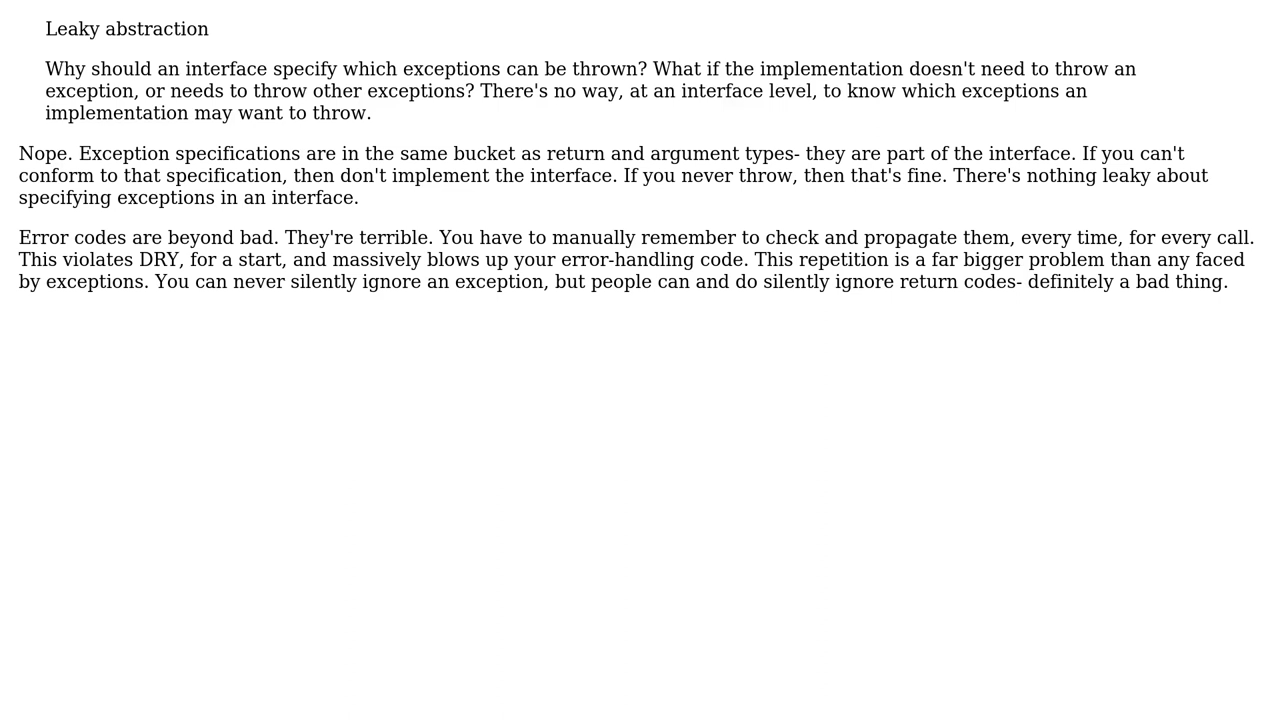 Leaky abstraction
Why should an interface specify which exceptions can be thrown? What if the implementation doesn't need to throw an
exception, or needs to throw other exceptions? There's no way, at an interface level, to know which exceptions an
implementation may want to throw.
Nope. Exception specifications are in the same bucket as return and argument types- they are part of the interface. If you can't
conform to that specification, then don't implement the interface. If you never throw, then that's fine. There's nothing leaky about
specifying exceptions in an interface.
Error codes are beyond bad. They're terrible. You have to manually remember to check and propagate them, every time, for every call.
This violates DRY, for a start, and massively blows up your error-handling code. This repetition is a far bigger problem than any faced
by exceptions. You can never silently ignore an exception, but people can and do silently ignore return codes- definitely a bad thing.